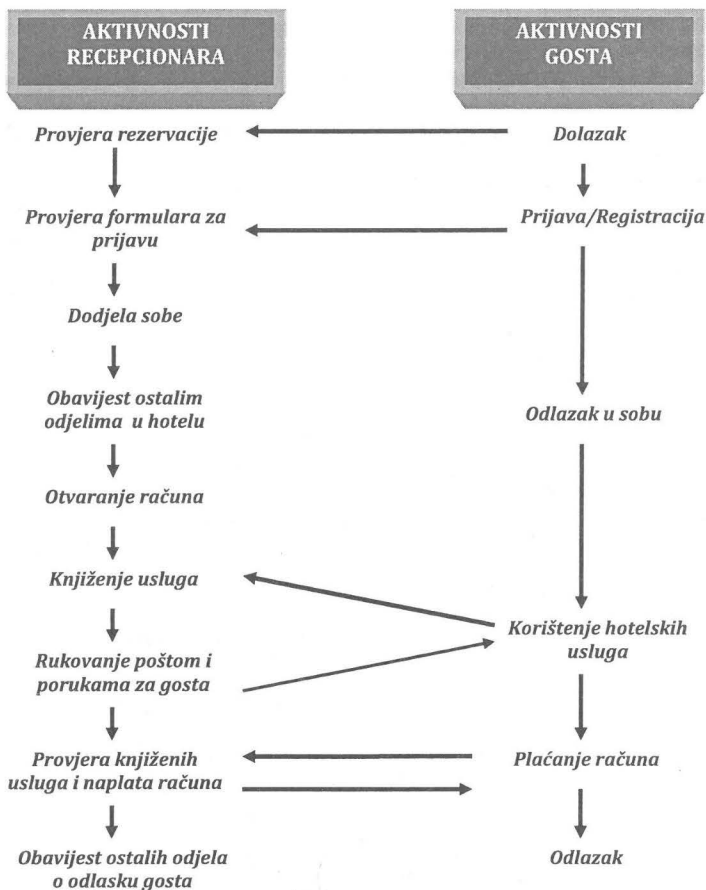 AKTIVNOSTI
RECEPCIONARA
AKTIVNOSTI
GOSTA
Provjera rezervacije
Dolazak
Provjera formulara za
prijavu
Prijava/Registracija
Dodjela sobe
Obavijest ostalim
odjelima u hotelu
Odlazak u sobu
Otvaranje računa
Knjiženje usluga
Korištenje hotelskih
usluga
Rukovanje poštom i
porukama za gosta
Provjera knjiženih
usluga i naplata računa
Plaćanje računa
Obavijest ostalih odjela
o odlasku gosta
Odlazak